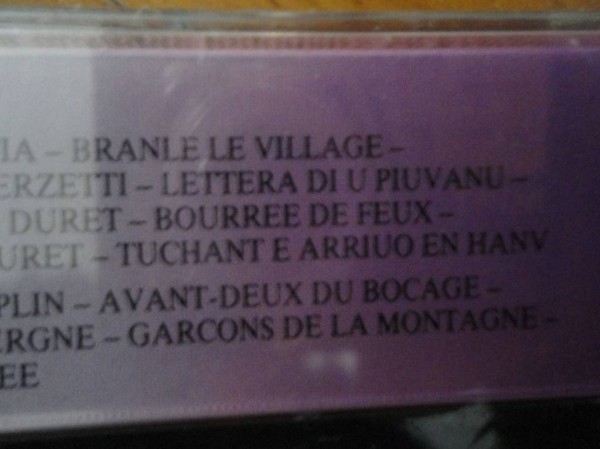 IA – BRANLE LE VILLAGE –
ERZETTI – LETTERA DI U PIUVANU –
DURET – BOURREE DE FEUX –
URET – TUCHANT E ARRIUO EN HANV
PLIN – AVANT-DEUX DU BOCAGE –
ERGNE – GARCONS DE LA MONTAGNE –
EE